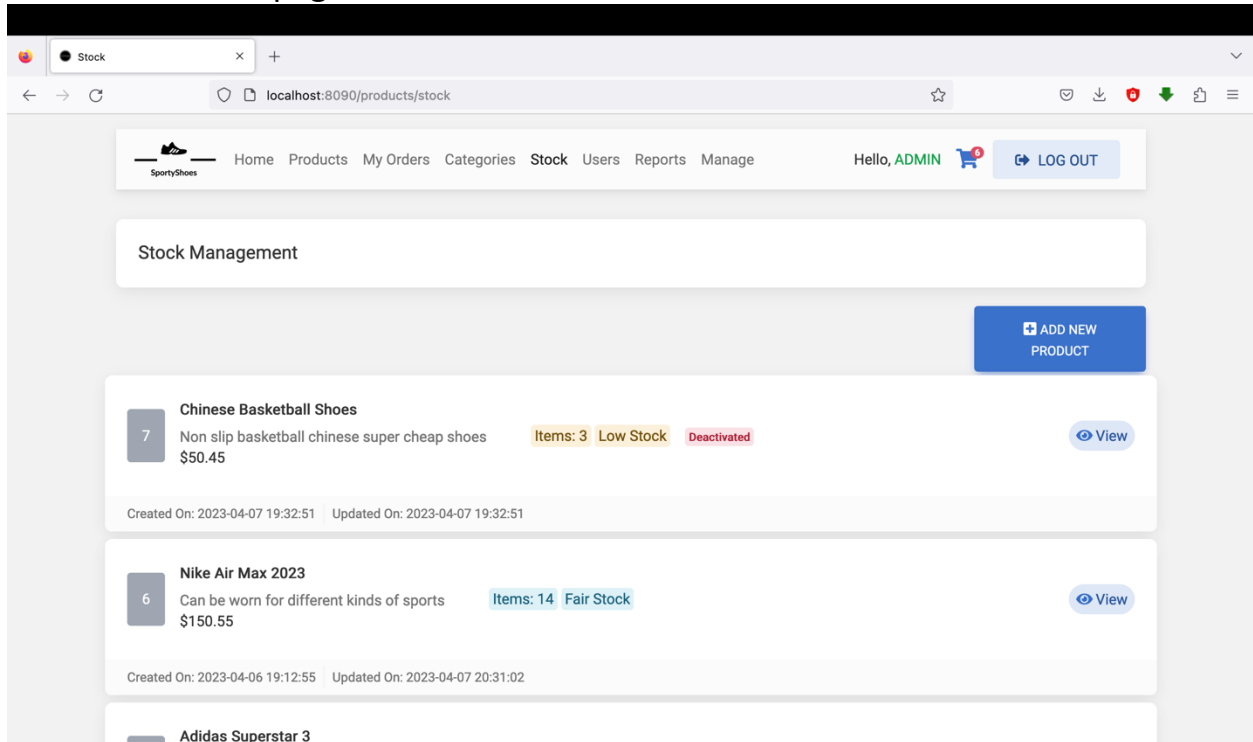 Stock
localhost:8090/products/stock
SportyShoes
Home Products My Orders Categories Stock Users Reports Manage
Hello, ADMIN
6
LOG OUT
Stock Management
ADD NEW
PRODUCT
7
Chinese Basketball Shoes
Non slip basketball chinese super cheap shoes
$50.45
Items: 3 Low Stock Deactivated
View
Created On: 2023-04-07 19:32:51 Updated On: 2023-04-07 19:32:51
6
Nike Air Max 2023
Can be worn for different kinds of sports
$150.55
Items: 14 Fair Stock
View
Created On: 2023-04-06 19:12:55 Updated On: 2023-04-07 20:31:02
Adidas Superstar 3